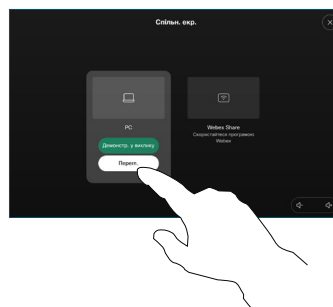 Спільн. екр.
PC
Демонстр. у виклику
Перегл.
Webex Share
Скористайтеся програмою
Webex